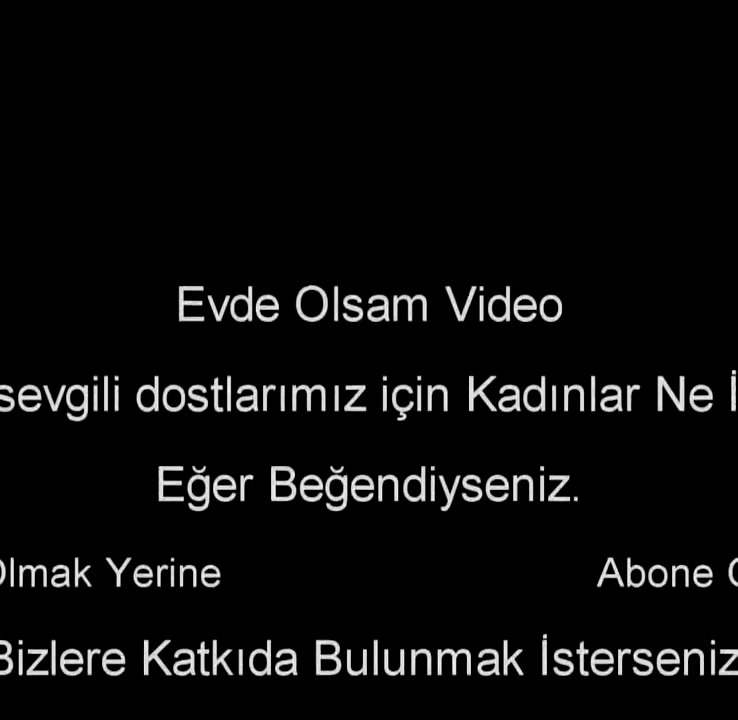 Evde Olsam Video
sevgili dostlarımız için Kadınlar Ne
Eğer Beğendiyseniz.
Olmak Yerine Abone
Bizlere Katkıda Bulunmak İsterseniz